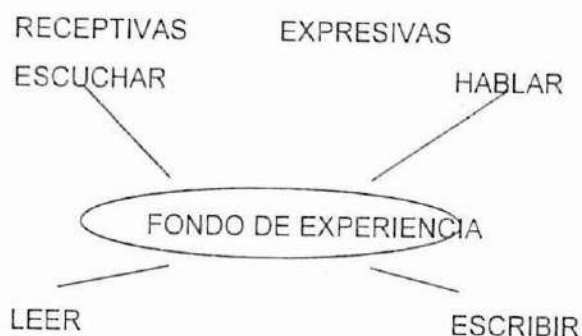 RECEPTIVAS EXPRESIVAS
ESCUCHAR HABLAR
FONDO DE EXPERIENCIA
LEER ESCRIBIR